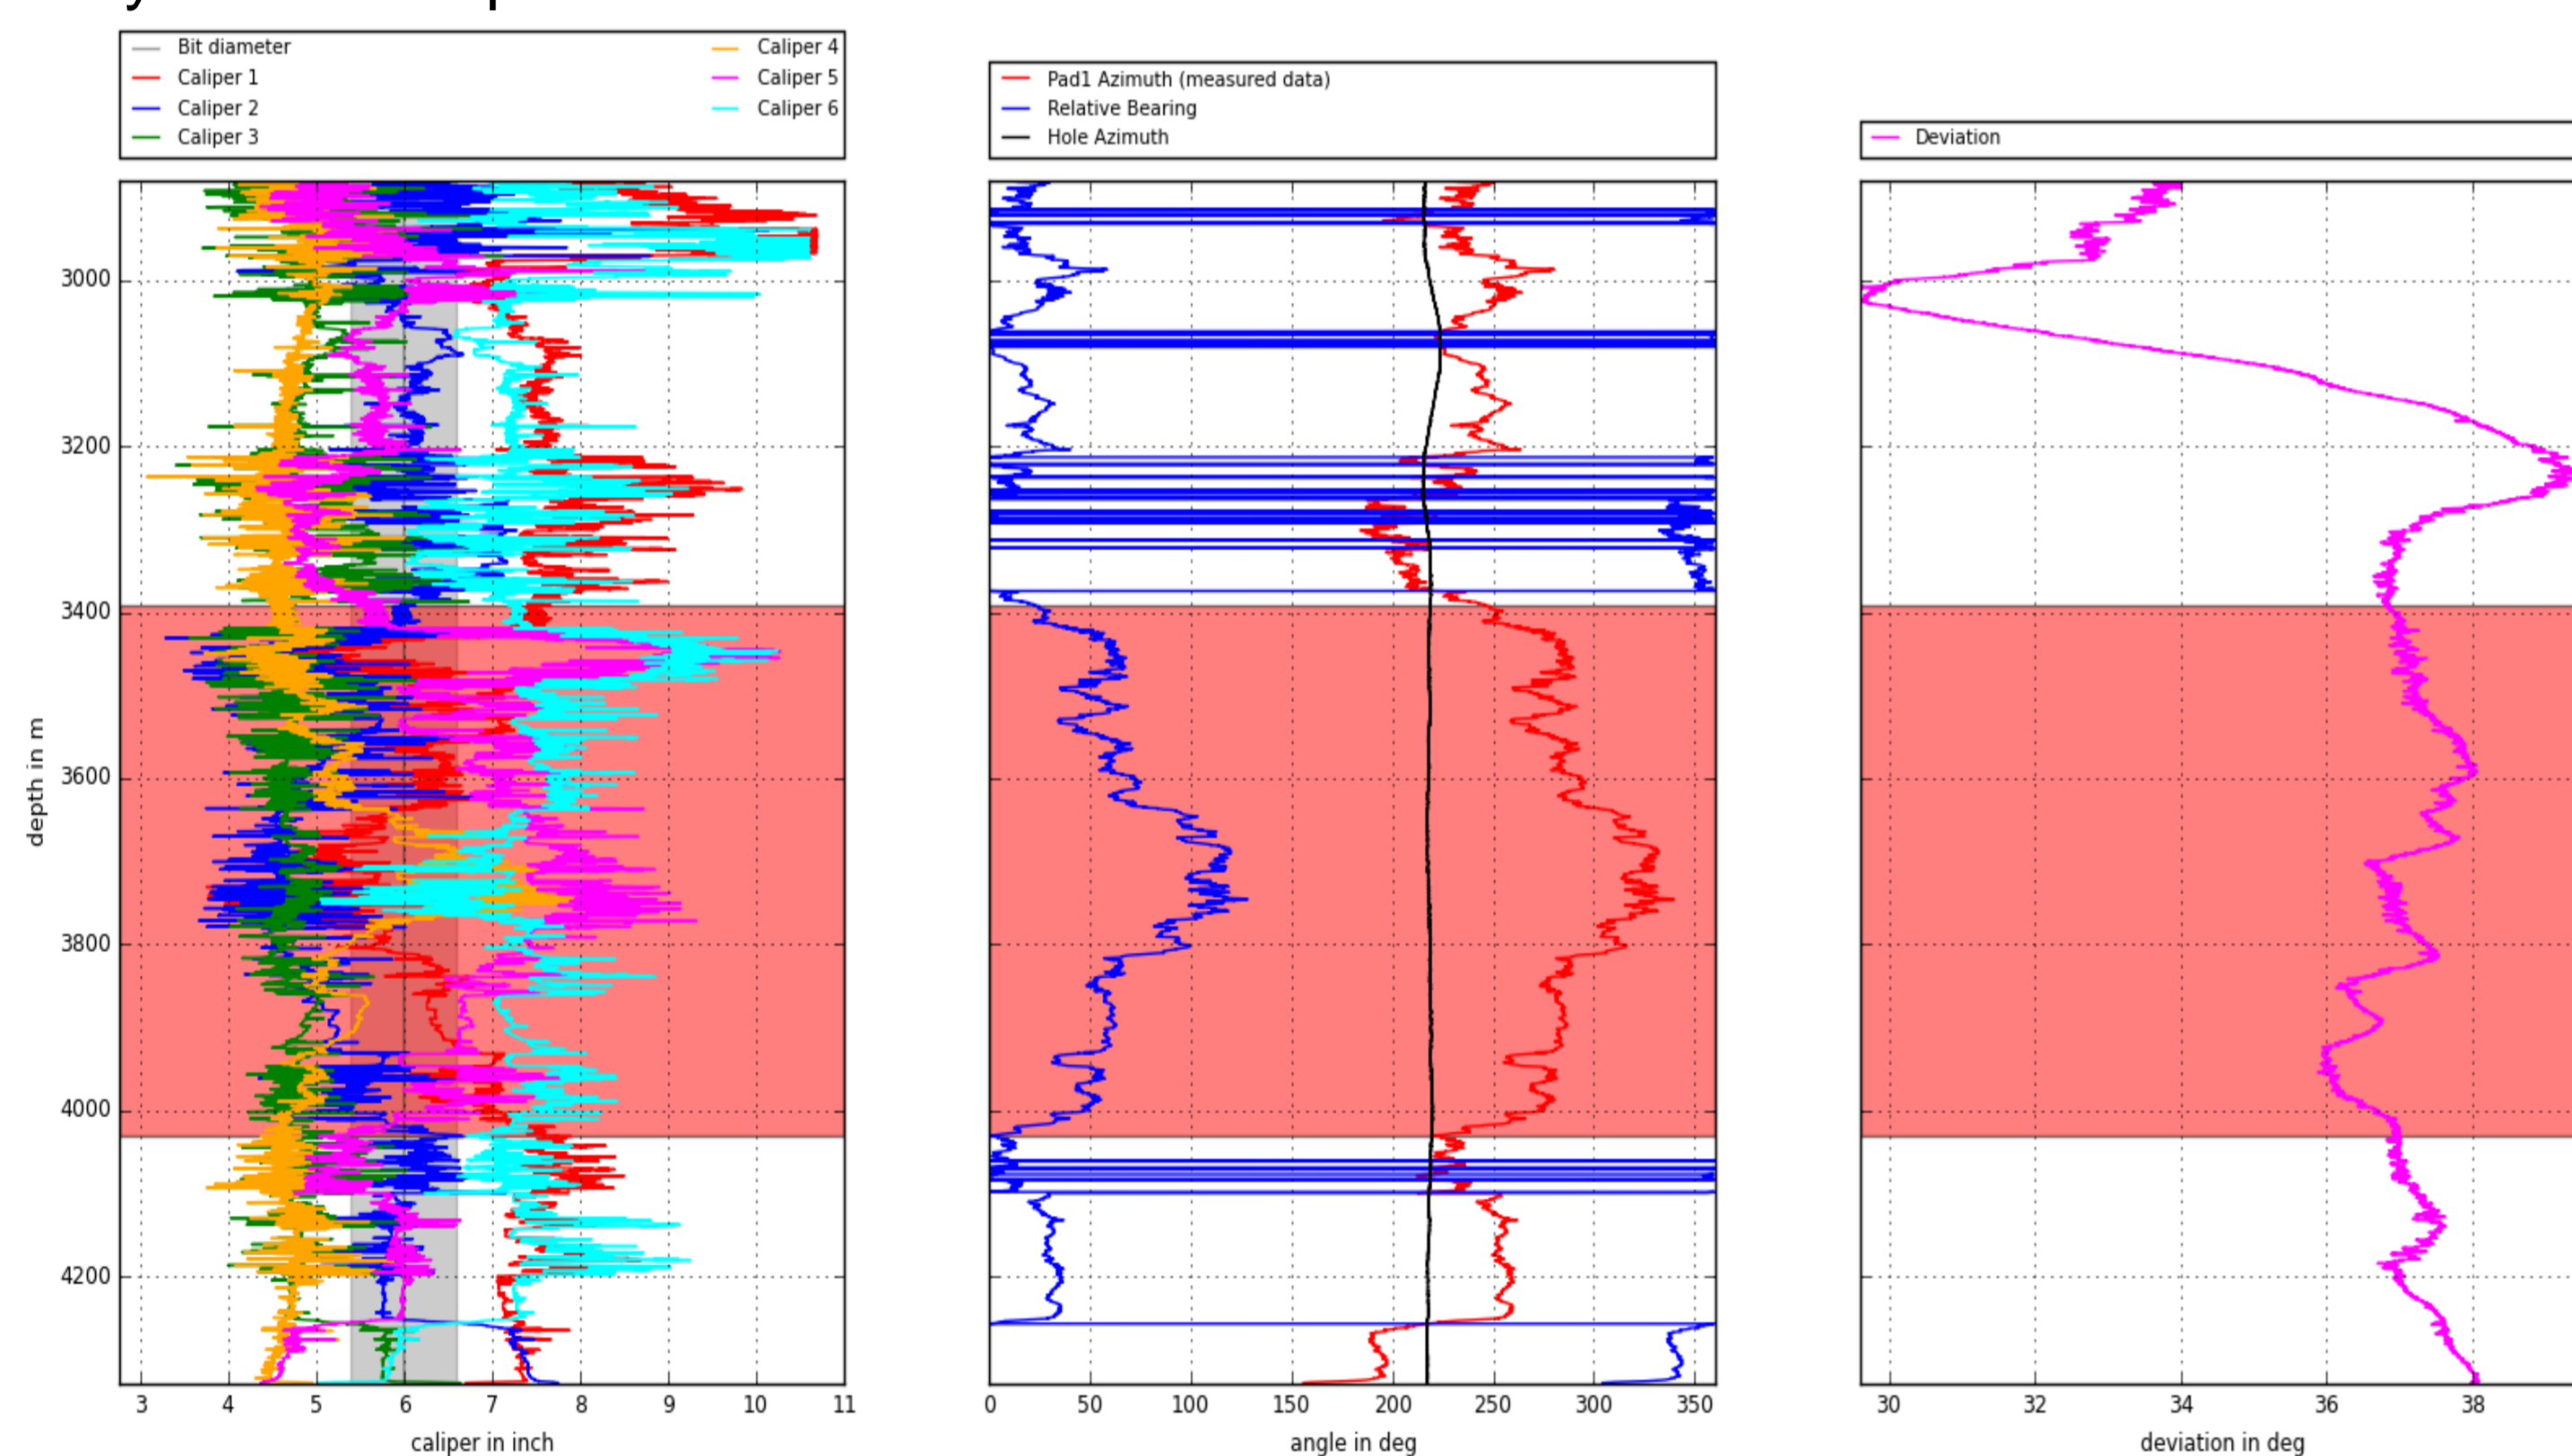 Bit diameter
Caliper 1
Caliper 2
Caliper 3
Caliper 4
Caliper 5
Caliper 6
Pad1 Azimuth (measured data)
Relative Bearing
Hole Azimuth
Deviation
depth in m
3000
3200
3400
3600
3800
4000
4200
3 4 5 6 7 8 9 10 11
caliper in inch
0 50 100 150 200 250 300 350
angle in deg
30 32 34 36 38
deviation in deg